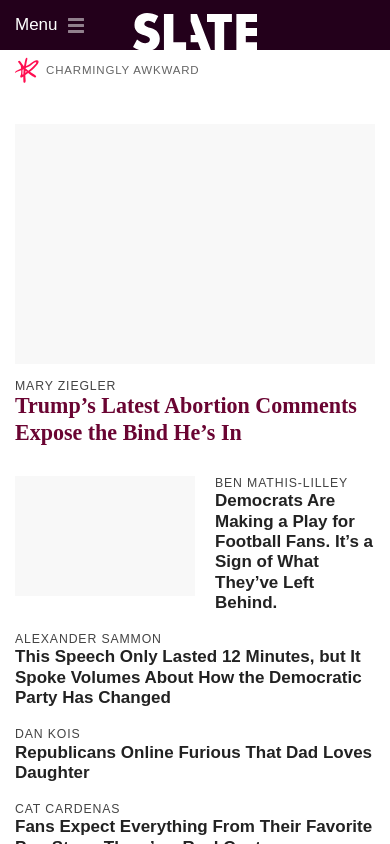 Menu
SLATE
CHARMINGLY AWKWARD
MARY ZIEGLER
Trump’s Latest Abortion Comments
Expose the Bind He’s In
BEN MATHIS-LILLEY
Democrats Are
Making a Play for
Football Fans. It’s a
Sign of What
They’ve Left
Behind.
ALEXANDER SAMMON
This Speech Only Lasted 12 Minutes, but It
Spoke Volumes About How the Democratic
Party Has Changed
DAN KOIS
Republicans Online Furious That Dad Loves
Daughter
CAT CARDENAS
Fans Expect Everything From Their Favorite